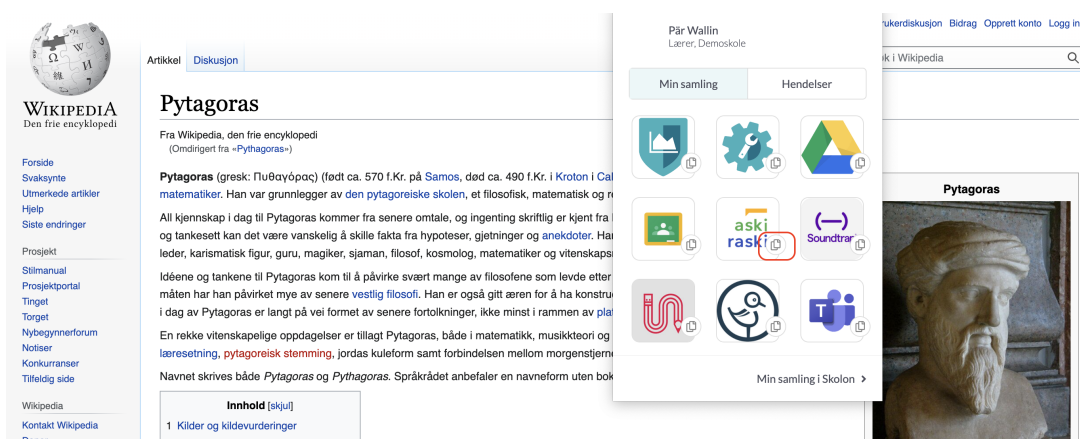 WIKIPEDIA
Den frie encyklopedi
Forside
Svaksynte
Utmerkede artikler
Hjelp
Siste endringer
Prosjekt
Stilmanual
Prosjektportal
Tinget
Torget
Nybegynnerforum
Notiser
Konkurranser
Tilfeldig side
Wikipedia
Kontakt Wikipedia
Artikkel Diskusjon
Bidrag Opprett konto Logg in
i Wikipedia
Pytagoras
Fra Wikipedia, den frie encyklopedi
(Omdirigert fra «Pythagoras»)
Pytagoras (gresk: Πυθαγόρας) (født ca. 570 f.Kr. på Samos, død ca. 490 f.Kr. i Kroton i
matematiker. Han var grunnlegger av den pytagoreiske skolen, et filosofisk, matematisk og
All kjennskap i dag til Pytagoras kommer fra senere omtale, og ingenting skriftlig er kjent fra
og tankesett kan det være vanskelig å skille fakta fra hypoteser, gjetninger og anekdoter.
leder, karismatisk figur, guru, magiker, sjaman, filosof, kosmolog, matematiker og
Idéene og tankene til Pytagoras kom til å påvirke svært mange av filosofene som levde etter
måten har han påvirket mye av senere vestlig filosofi. Han er også gitt æren for å ha
i dag av Pytagoras er langt på vei formet av senere fortolkninger, ikke minst i rammen av
En rekke vitenskapelige oppdagelser er tillagt Pytagoras, både i matematikk, musikkteori og
læresetning, pytagoreisk stemming, jordas kuleform samt forbindelsen mellom
Navnet skrives både Pytagoras og Pythagoras. Språkrådet anbefaler en navneform uten
Innhold [skjul]
1 Kilder og kildevurderinger
Pär Wallin
Lærer, Demoskole
Min samling Hendelser
aski
raski
Soundtrap
T
Min samling i Skolon
Pytagoras